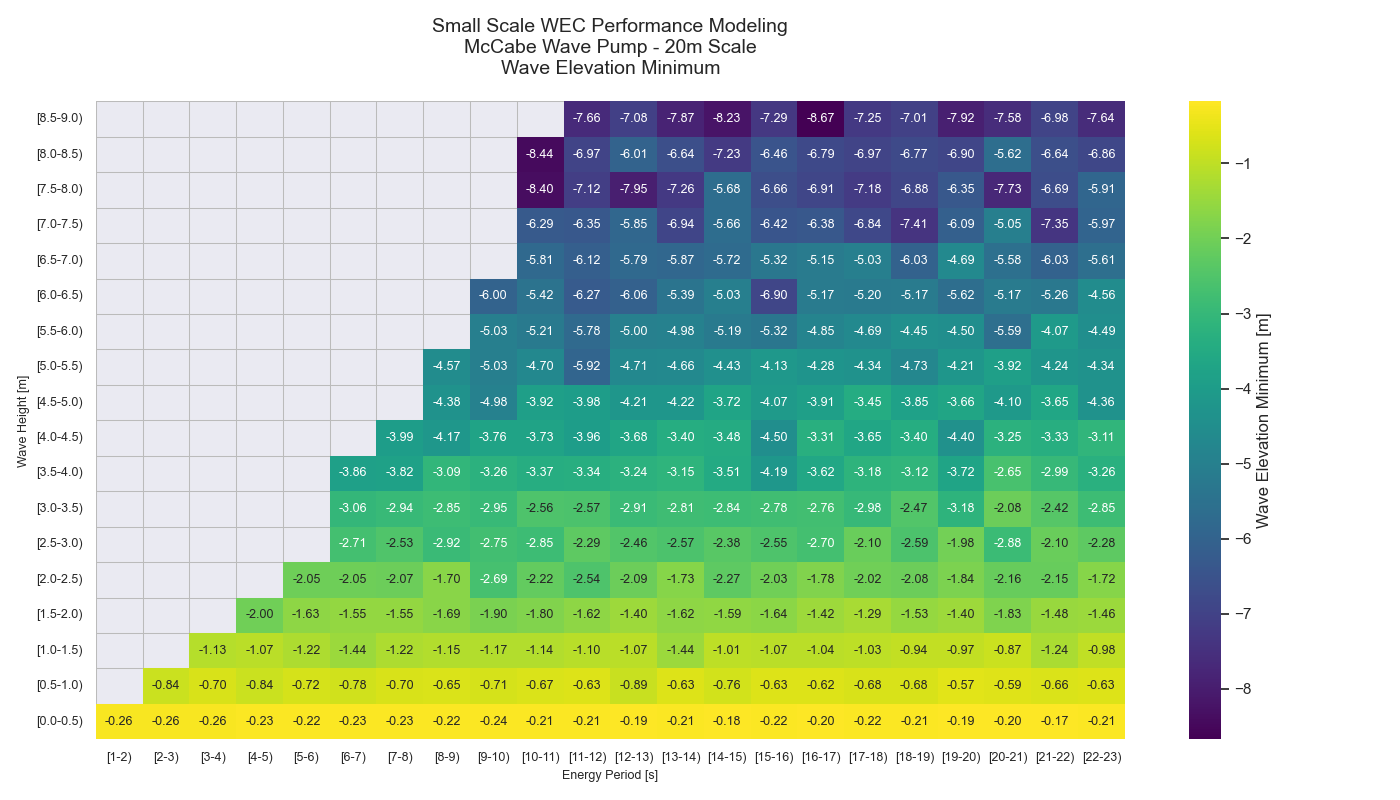 Small Scale WEC Performance Modeling
McCabe Wave Pump - 20m Scale
Wave Elevation Minimum
[8.5-9.0) -7.66 -7.08 -7.87 -8.23 -7.29 -8.67 -7.25 -7.01 -7.92 -7.58 -6.98 -7.64
[8.0-8.5) -8.44 -6.97 -6.01 -6.64 -7.23 -6.46 -6.79 -6.97 -6.77 -6.90 -5.62 -6.64 -6.86
[7.5-8.0) -8.40 -7.12 -7.95 -7.26 -5.68 -6.66 -6.91 -7.18 -6.88 -6.35 -7.73 -6.69 -5.91
[7.0-7.5) -6.29 -6.35 -5.85 -6.94 -5.66 -6.42 -6.38 -6.84 -7.41 -6.09 -5.05 -7.35 -5.97
[6.5-7.0) -5.81 -6.12 -5.79 -5.87 -5.72 -5.32 -5.15 -5.03 -6.03 -4.69 -5.58 -6.03 -5.61
[6.0-6.5) -6.00 -5.42 -6.27 -6.06 -5.39 -5.03 -6.90 -5.17 -5.20 -5.17 -5.62 -5.17 -5.26 -4.56
[5.5-6.0) -5.03 -5.21 -5.78 -5.00 -4.98 -5.19 -5.32 -4.85 -4.69 -4.45 -4.50 -5.59 -4.07 -4.49
[5.0-5.5) -4.57 -5.03 -4.70 -5.92 -4.71 -4.66 -4.43 -4.13 -4.28 -4.34 -4.73 -4.21 -3.92 -4.24 -4.34
[4.5-5.0) -4.38 -4.98 -3.92 -3.98 -4.21 -4.22 -3.72 -4.07 -3.91 -3.45 -3.85 -3.66 -4.10 -3.65 -4.36
[4.0-4.5) -3.99 -4.17 -3.76 -3.73 -3.96 -3.68 -3.40 -3.48 -4.50 -3.31 -3.65 -3.40 -4.40 -3.25 -3.33 -3.11
[3.5-4.0) -3.86 -3.82 -3.09 -3.26 -3.37 -3.34 -3.24 -3.15 -3.51 -4.19 -3.62 -3.18 -3.12 -3.72 -2.65 -2.99 -3.26
[3.0-3.5) -3.06 -2.94 -2.85 -2.95 -2.56 -2.57 -2.91 -2.81 -2.84 -2.78 -2.76 -2.98 -2.47 -3.18 -2.08 -2.42 -2.85
[2.5-3.0) -2.71 -2.53 -2.92 -2.75 -2.85 -2.29 -2.46 -2.57 -2.38 -2.55 -2.70 -2.10 -2.59 -1.98 -2.88 -2.10 -2.28
[2.0-2.5) -2.05 -2.05 -2.07 -1.70 -2.69 -2.22 -2.54 -2.09 -1.73 -2.27 -2.03 -1.78 -2.02 -2.08 -1.84 -2.16 -2.15 -1.72
[1.5-2.0) -2.00 -1.63 -1.55 -1.55 -1.69 -1.90 -1.80 -1.62 -1.40 -1.62 -1.59 -1.64 -1.42 -1.29 -1.53 -1.40 -1.83 -1.48 -1.46
[1.0-1.5) -1.13 -1.07 -1.22 -1.44 -1.22 -1.15 -1.17 -1.14 -1.10 -1.07 -1.44 -1.01 -1.07 -1.04 -1.03 -0.94 -0.97 -0.87 -1.24 -0.98
[0.5-1.0) -0.84 -0.70 -0.84 -0.72 -0.78 -0.70 -0.65 -0.71 -0.67 -0.63 -0.89 -0.63 -0.76 -0.63 -0.62 -0.68 -0.68 -0.57 -0.59 -0.66 -0.63
[0.0-0.5) -0.26 -0.26 -0.26 -0.23 -0.22 -0.23 -0.23 -0.22 -0.24 -0.21 -0.21 -0.19 -0.21 -0.18 -0.22 -0.20 -0.22 -0.21 -0.19 -0.20 -0.17 -0.21
[1-2) [2-3) [3-4) [4-5) [5-6) [6-7) [7-8) [8-9) [9-10) [10-11) [11-12) [12-13) [13-14) [14-15) [15-16) [16-17) [17-18) [18-19) [19-20) [20-21) [21-22) [22-23)
Energy Period [s]
Wave Height [m]
−1
−2
−3
−4
−5
−6
−7
−8
Wave Elevation Minimum [m]